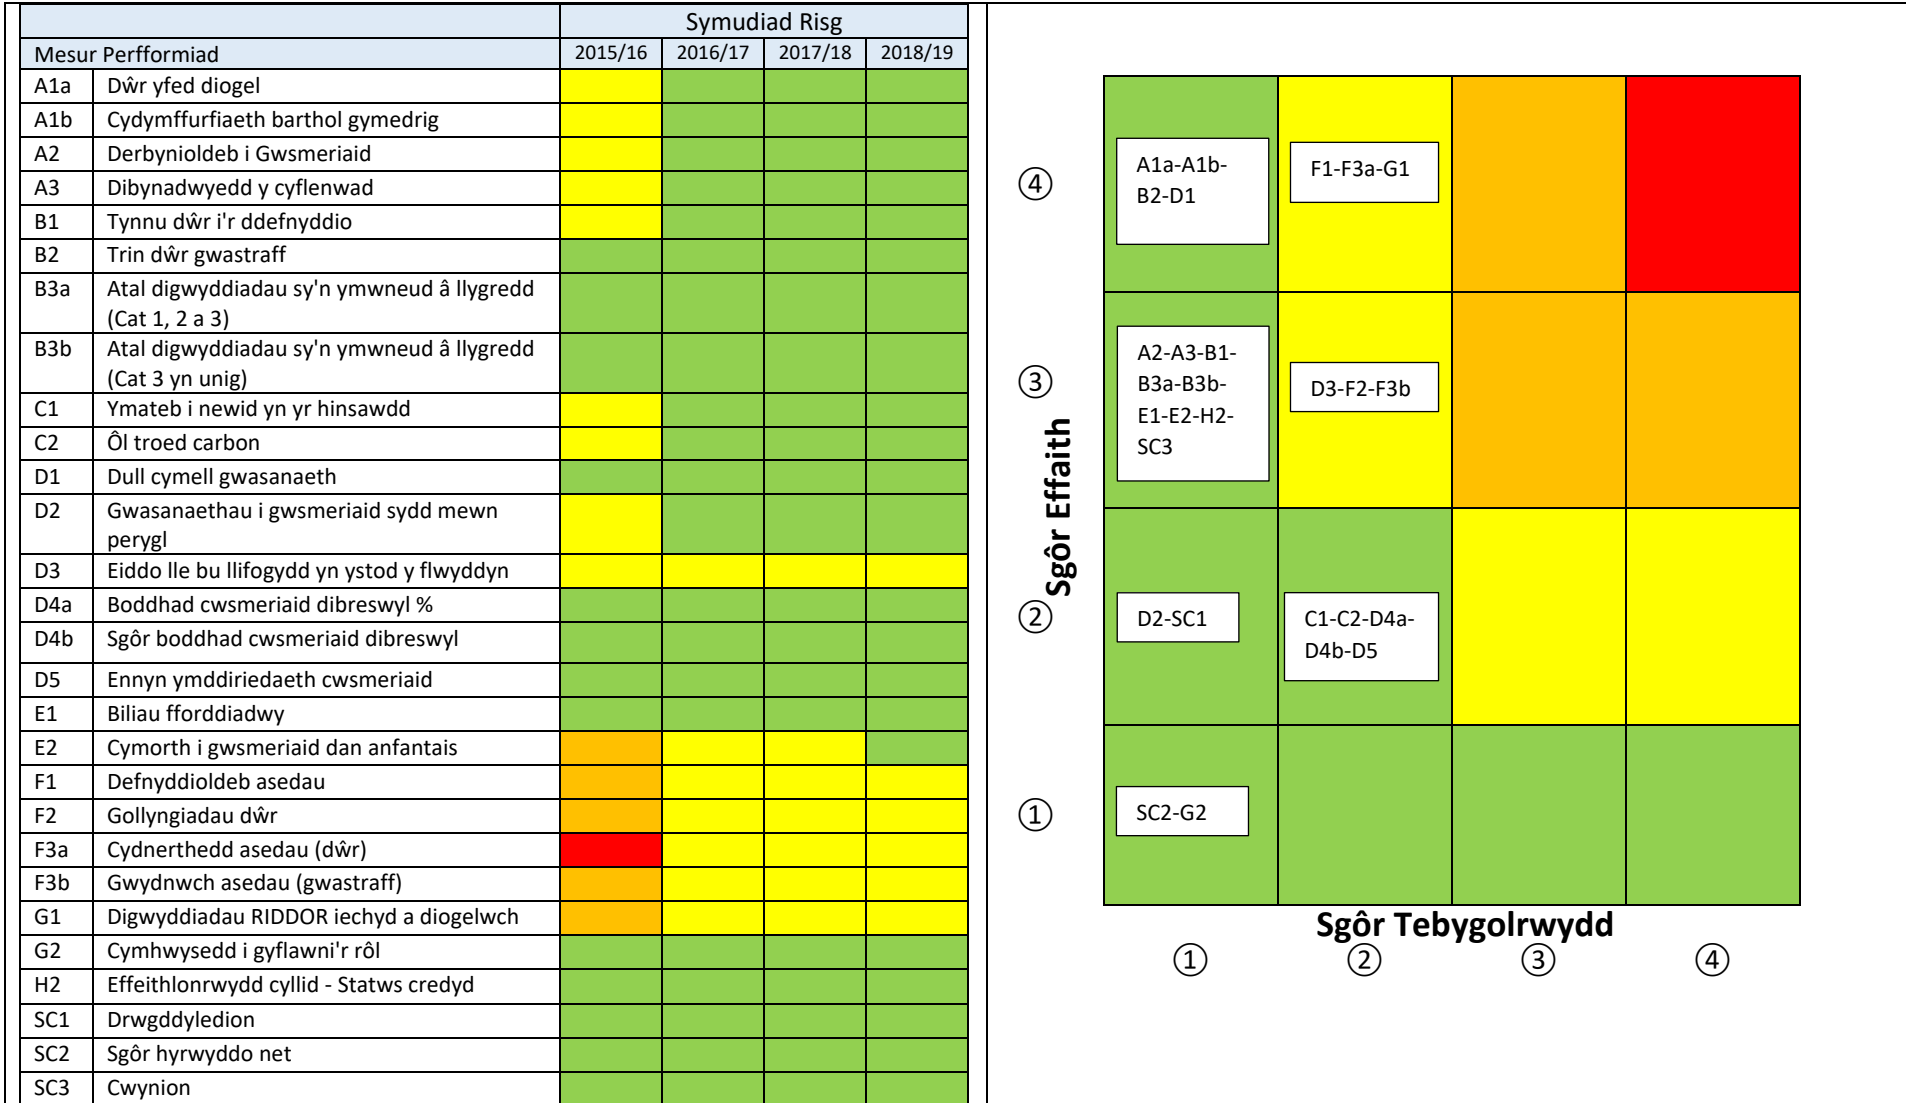 Symudiad Risg
Mesur Perfformiad 2015/16 2016/17 2017/18 2018/19
A1a Dŵr yfed diogel
A1b Cydymffurfiaeth barthol gymedrig
A2 Derbynioldeb i Gwsmeriaid
A3 Dibynadwyedd y cyflenwad
B1 Tynnu dŵr i'r ddefnyddio
B2 Trin dŵr gwastraff
B3a Atal digwyddiadau sy'n ymwneud â llygredd
(Cat 1, 2 a 3)
B3b Atal digwyddiadau sy'n ymwneud â llygredd
(Cat 3 yn unig)
C1 Ymateb i newid yn yr hinsawdd
C2 Ôl troed carbon
D1 Dull cymell gwasanaeth
D2 Gwasanaethau i gwsmeriaid sydd mewn
perygl
D3 Eiddo lle bu llifogydd yn ystod y flwyddyn
D4a Boddhad cwsmeriaid dibreswyl %
D4b Sgôr boddhad cwsmeriaid dibreswyl
D5 Ennyn ymddiriedaeth cwsmeriaid
E1 Biliau fforddiadwy
E2 Cymorth i gwsmeriaid dan anfantais
F1 Defnyddioldeb asedau
F2 Gollyngiadau dŵr
F3a Cydnerthedd asedau (dŵr)
F3b Gwydnwch asedau (gwastraff)
G1 Digwyddiadau RIDDOR iechyd a diogelwch
G2 Cymhwysedd i gyflawni'r rôl
H2 Effeithlonrwydd cyllid - Statws credyd
SC1 Drwgddyledion
SC2 Sgôr hyrwyddo net
SC3 Cwynion
Sgôr Effaith
④
A1a-A1b-
B2-D1
F1-F3a-G1
③
A2-A3-B1-
B3a-B3b-
E1-E2-H2-
SC3
D3-F2-F3b
②
D2-SC1
C1-C2-D4a-
D4b-D5
①
SC2-G2
Sgôr Tebygolrwydd
① ② ③ ④